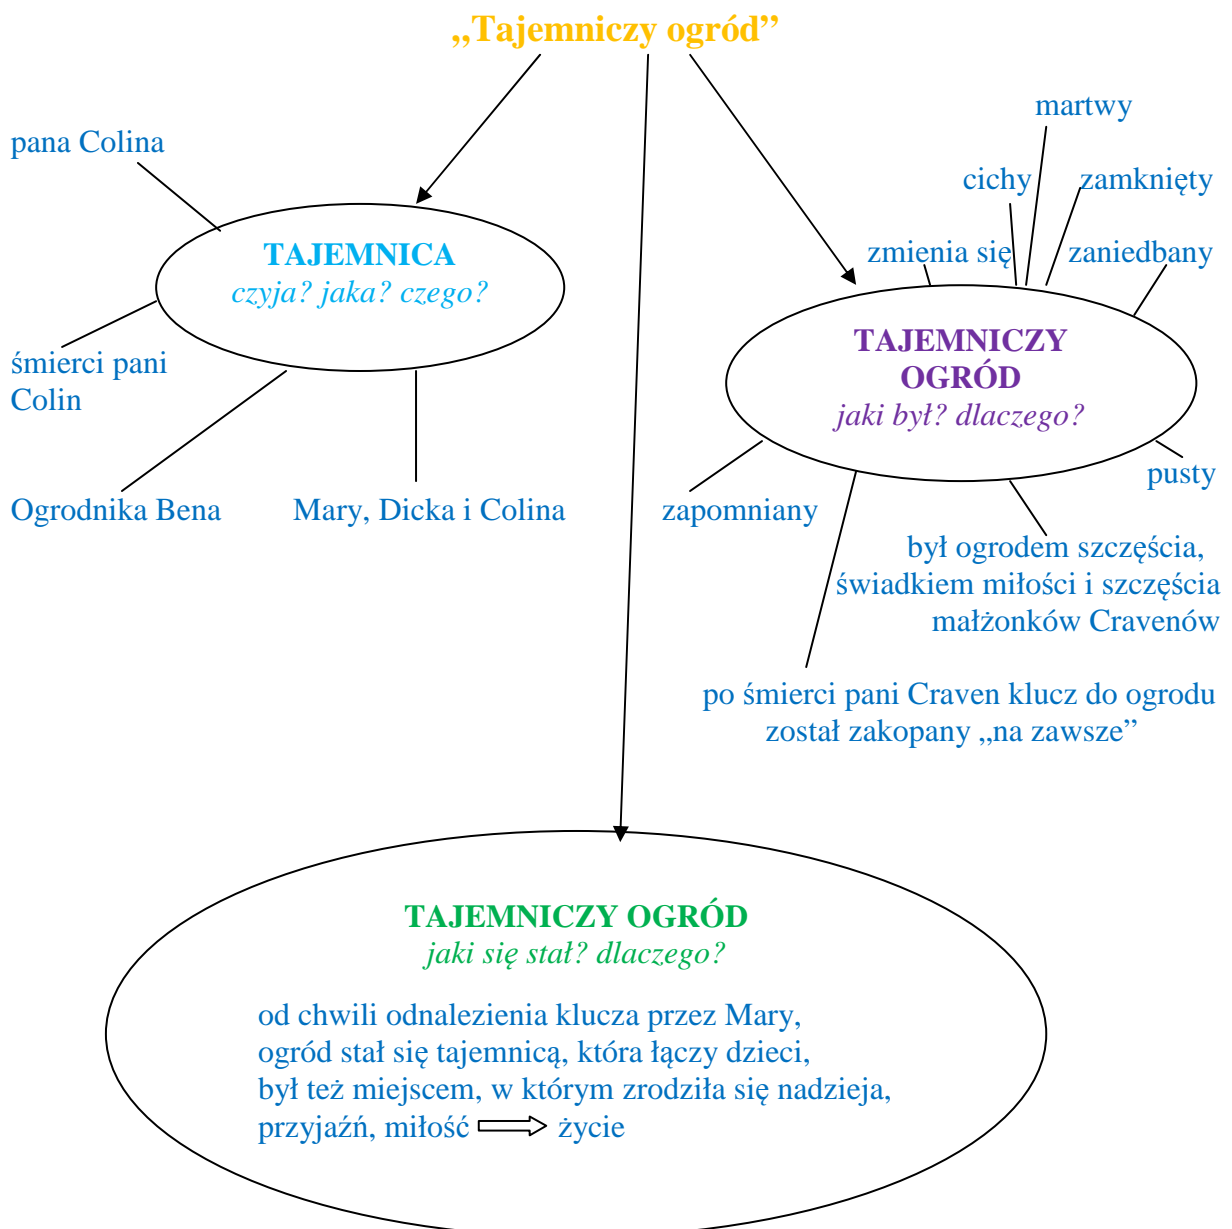 „Tajemniczy ogród”
pana Colina
TAJEMNICA
czyja? jaka? czego?
śmierci pani
Colin
Ogrodnika Bena
Mary, Dicka i Colina
martwy
cichy
zamknięty
zmienia się
zaniedbany
TAJEMNICZY
OGRÓD
jaki był? dlaczego?
pusty
zapomniany
był ogrodem szczęścia,
świadkiem miłości i szczęścia
małżonków Cravenów
po śmierci pani Craven klucz do ogrodu
został zakopany „na zawsze”
TAJEMNICZY OGRÓD
jaki się stał? dlaczego?
od chwili odnalezienia klucza przez Mary,
ogród stał się tajemnicą, która łączy dzieci,
był też miejscem, w którym zrodziła się nadzieja,
przyjaźń, miłość życie